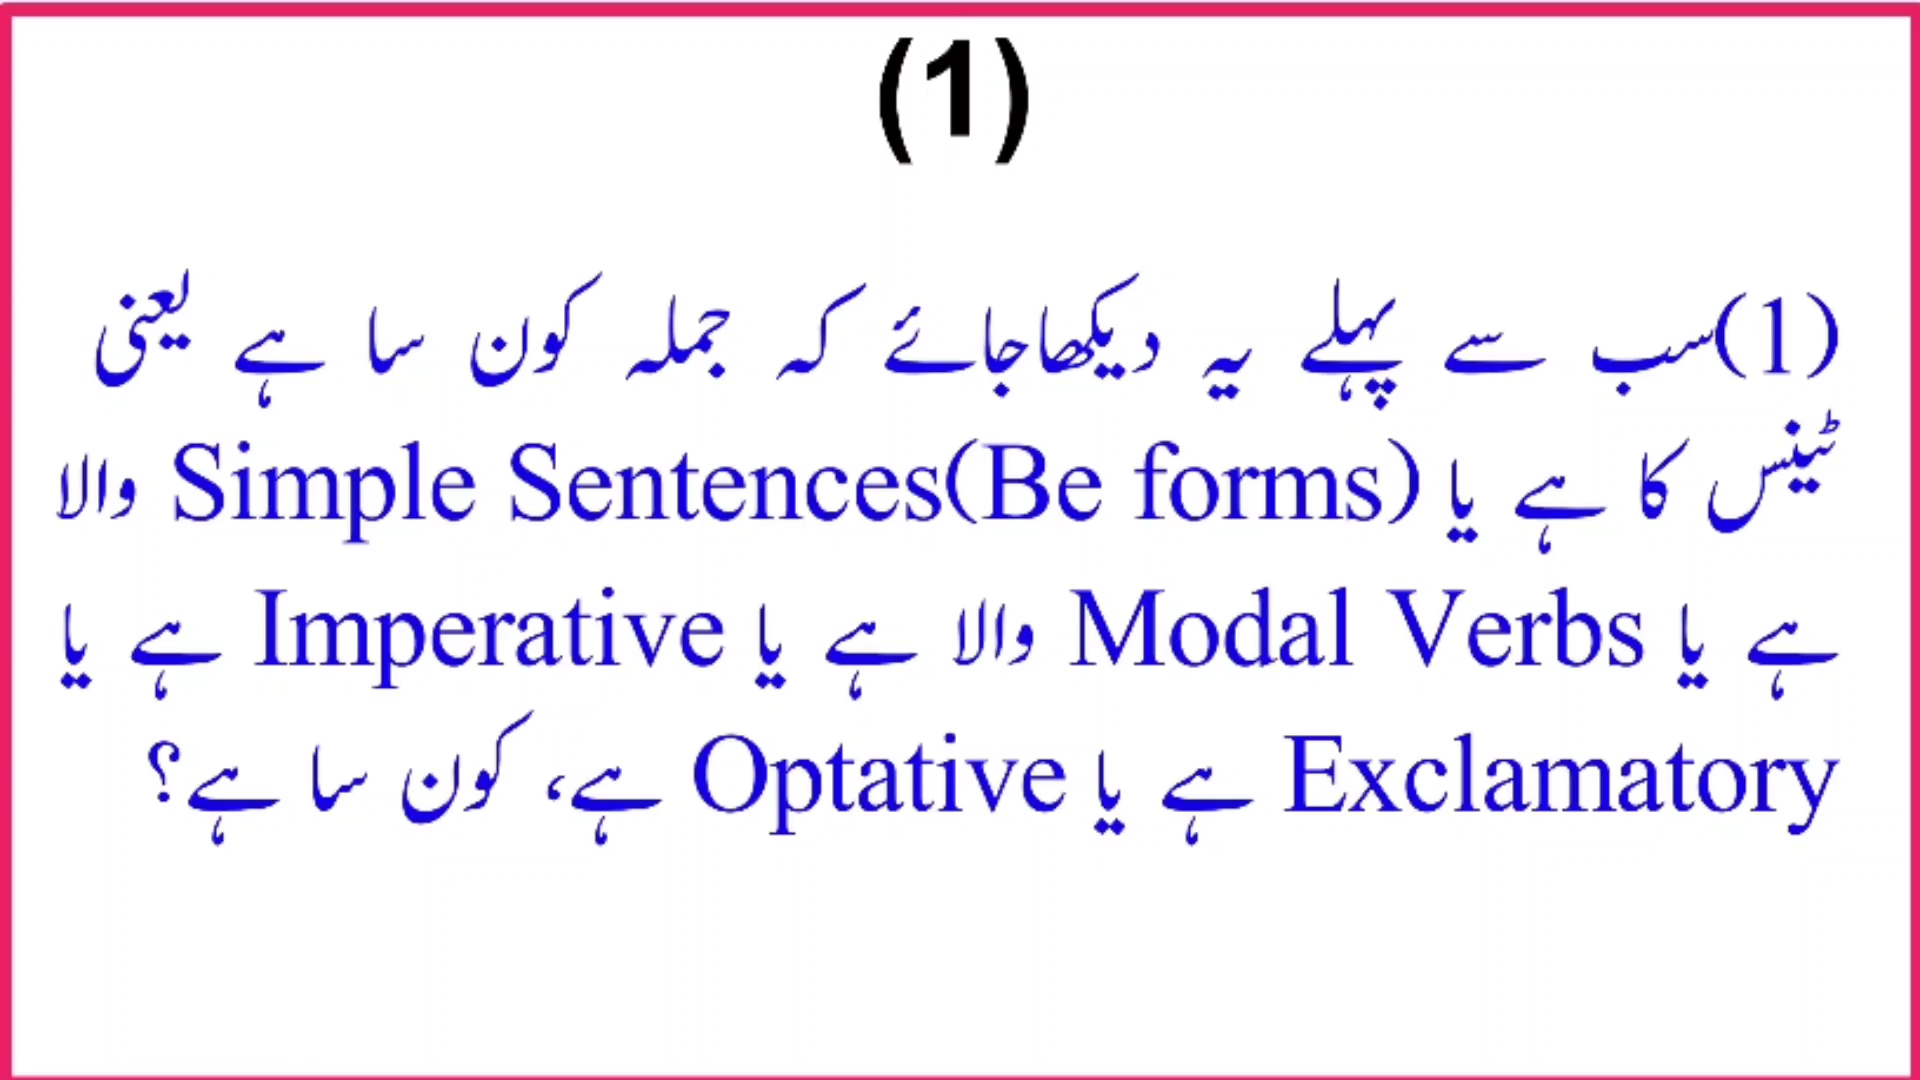 (1)
(1)سب سے پہلے یہ دیکھاجائے کہ جملہ کون سا ہے یعنی
ٹینس کا ہے یا Simple Sentences(Be forms) والا
ہے یا Modal Verbs والا ہے یا Imperative ہے یا
Exclamatory ہے یا Optative ہے، کون سا ہے؟